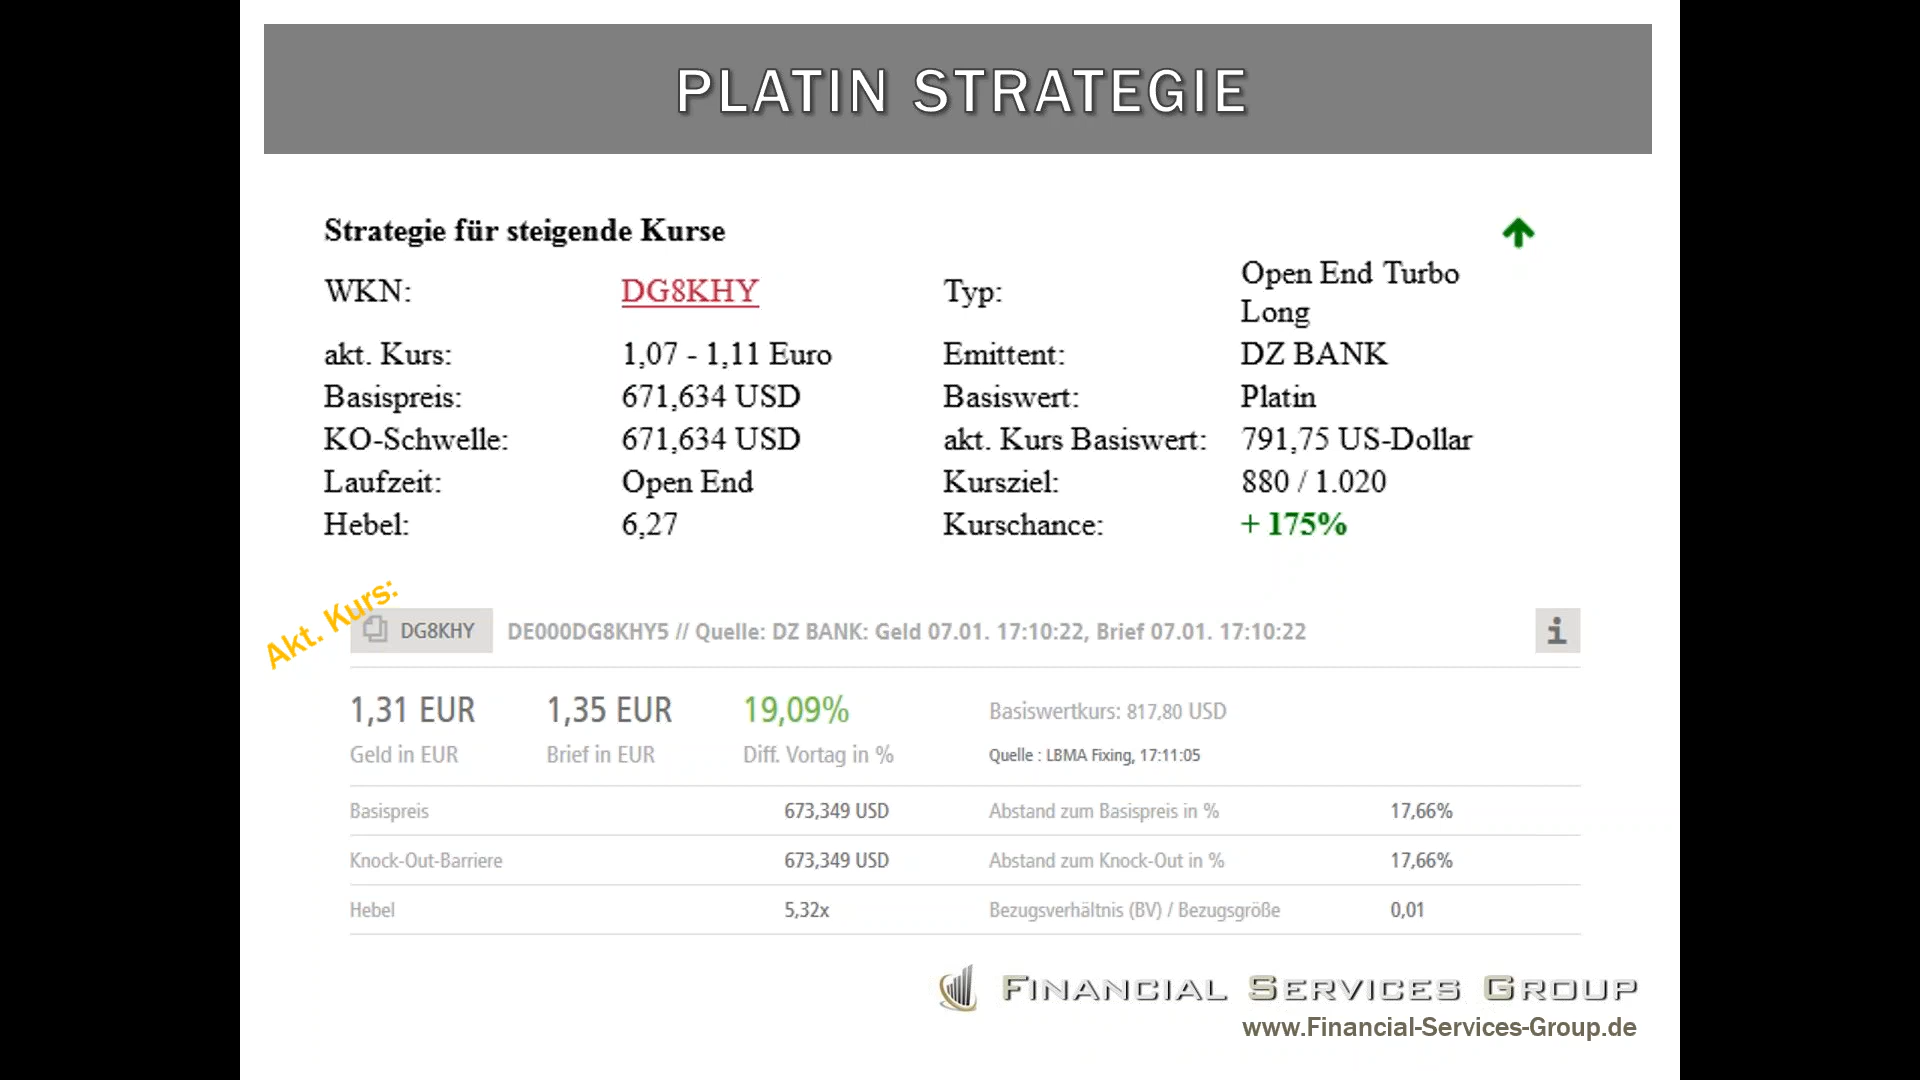 PLATIN STRATEGIE
Strategie für steigende Kurse
WKN: DG8KHY Typ: Open End Turbo Long
akt. Kurs: 1,07 - 1,11 Euro Emittent: DZ BANK
Basispreis: 671,634 USD Basiswert: Platin
KO-Schwelle: 671,634 USD akt. Kurs Basiswert: 791,75 US-Dollar
Laufzeit: Open End Kursziel: 880 / 1.020
Hebel: 6,27 Kurschance: + 175%
Akt. Kurs:
DG8KHY DE000DG8KHY5 // Quelle: DZ BANK: Geld 07.01. 17:10:22, Brief 07.01. 17:10:22 i
1,31 EUR 1,35 EUR 19,09% Basiswertkurs: 817,80 USD
Geld in EUR Brief in EUR Diff. Vortag in % Quelle : LBMA Fixing, 17:11:05
Basispreis 673,349 USD Abstand zum Basispreis in % 17,66%
Knock-Out-Barriere 673,349 USD Abstand zum Knock-Out in % 17,66%
Hebel 5,32x Bezugsverhältnis (BV) / Bezugsgröße 0,01
FINANCIAL SERVICES GROUP
www.Financial-Services-Group.de